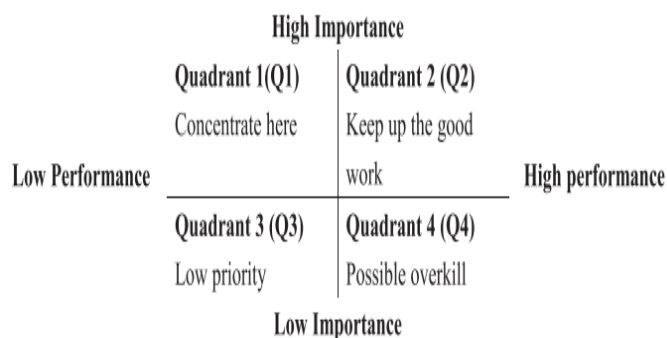 High Importance
Quadrant 1(Q1)
Quadrant 2 (Q2)
Concentrate here
Keep up the good
work
Low Performance
High performance
Quadrant 3 (Q3)
Quadrant 4 (Q4)
Low priority
Possible overkill
Low Importance